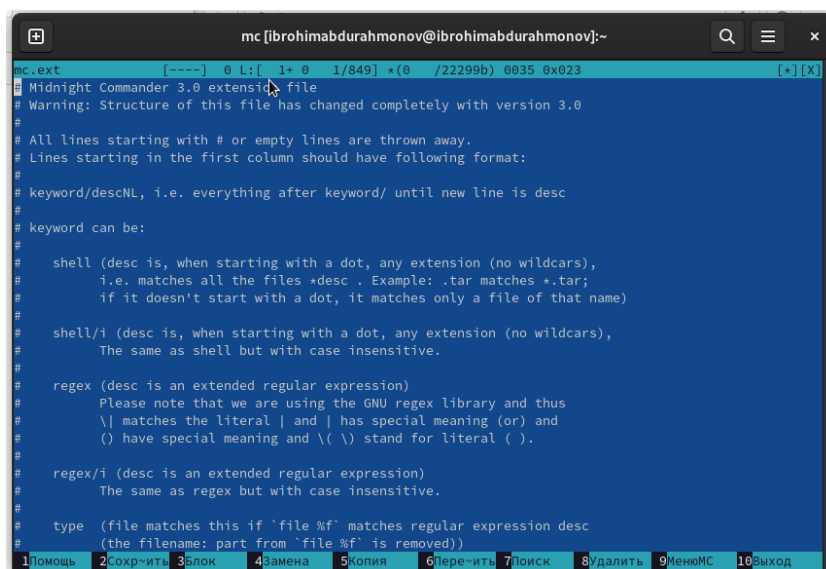 mc [ibrohimabdurahmonov@ibrohimabdurahmonov]:~
mc.ext [----] 0 L:[ 1+ 0 1/849] *(0 /22299b) 0035 0x023 [*][X]
# Midnight Commander 3.0 extension file
# Warning: Structure of this file has changed completely with version 3.0
#
# All lines starting with # or empty lines are thrown away.
# Lines starting in the first column should have following format:
#
# keyword/descNL, i.e. everything after keyword/ until new line is desc
#
# keyword can be:
#
# shell (desc is, when starting with a dot, any extension (no wildcars),
# i.e. matches all the files *desc . Example: .tar matches *.tar;
# if it doesn't start with a dot, it matches only a file of that name)
#
# shell/i (desc is, when starting with a dot, any extension (no wildcars),
# The same as shell but with case insensitive.
#
# regex (desc is an extended regular expression)
# Please note that we are using the GNU regex library and thus
# \| matches the literal | and | has special meaning (or) and
# () have special meaning and \( \) stand for literal ( ).
#
# regex/i (desc is an extended regular expression)
# The same as regex but with case insensitive.
#
# type (file matches this if `file %f` matches regular expression desc
# (the filename: part from `file %f` is removed))
1Помощь 2Сохр~ить 3Блок 4Замена 5Копия 6Пере~ить 7Поиск 8Удалить 9МенюMC 10Выход